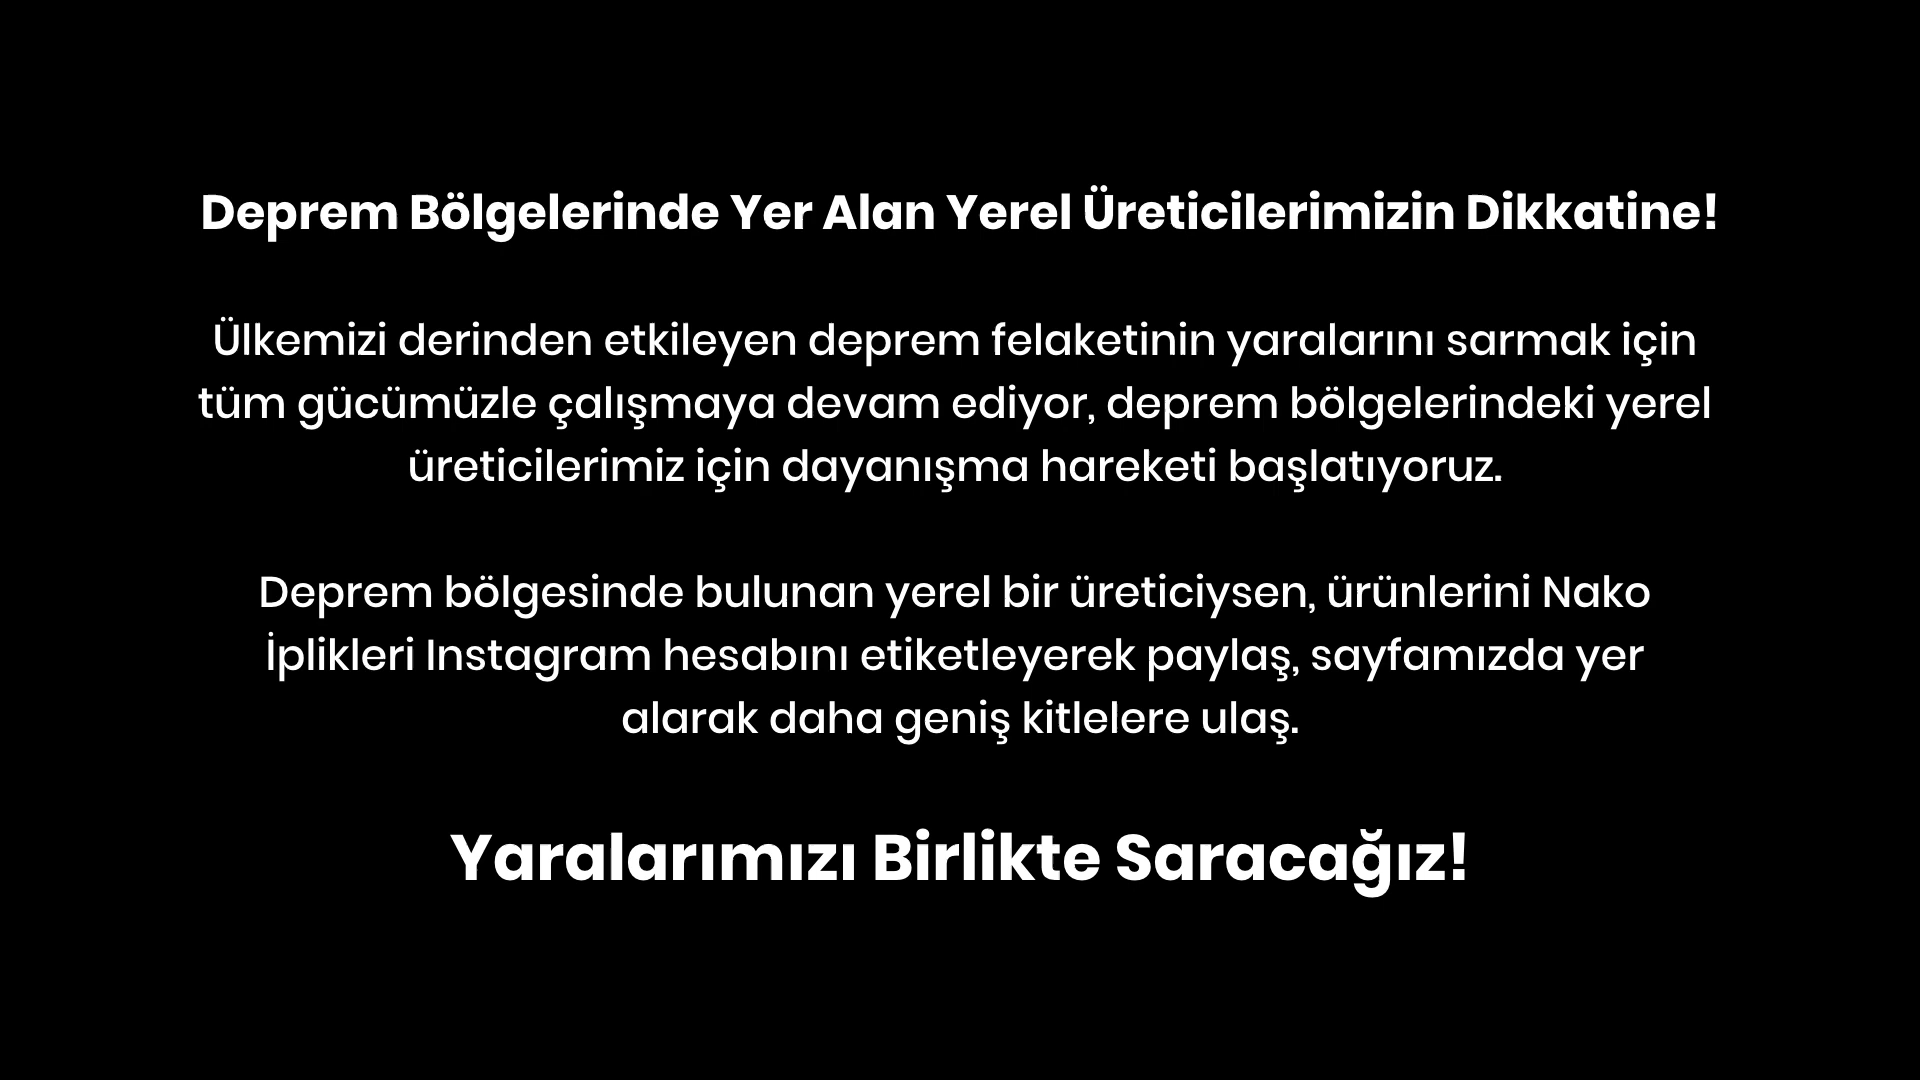 Deprem Bölgelerinde Yer Alan Yerel Üreticilerimizin Dikkatine!
Ülkemizi derinden etkileyen deprem felaketinin yaralarını sarmak için
tüm gücümüzle çalışmaya devam ediyor, deprem bölgelerindeki yerel
üreticilerimiz için dayanışma hareketi başlatıyoruz.
Deprem bölgesinde bulunan yerel bir üreticiysen, ürünlerini Nako
İplikleri Instagram hesabını etiketleyerek paylaş, sayfamızda yer
alarak daha geniş kitlelere ulaş.
Yaralarımızı Birlikte Saracağız!